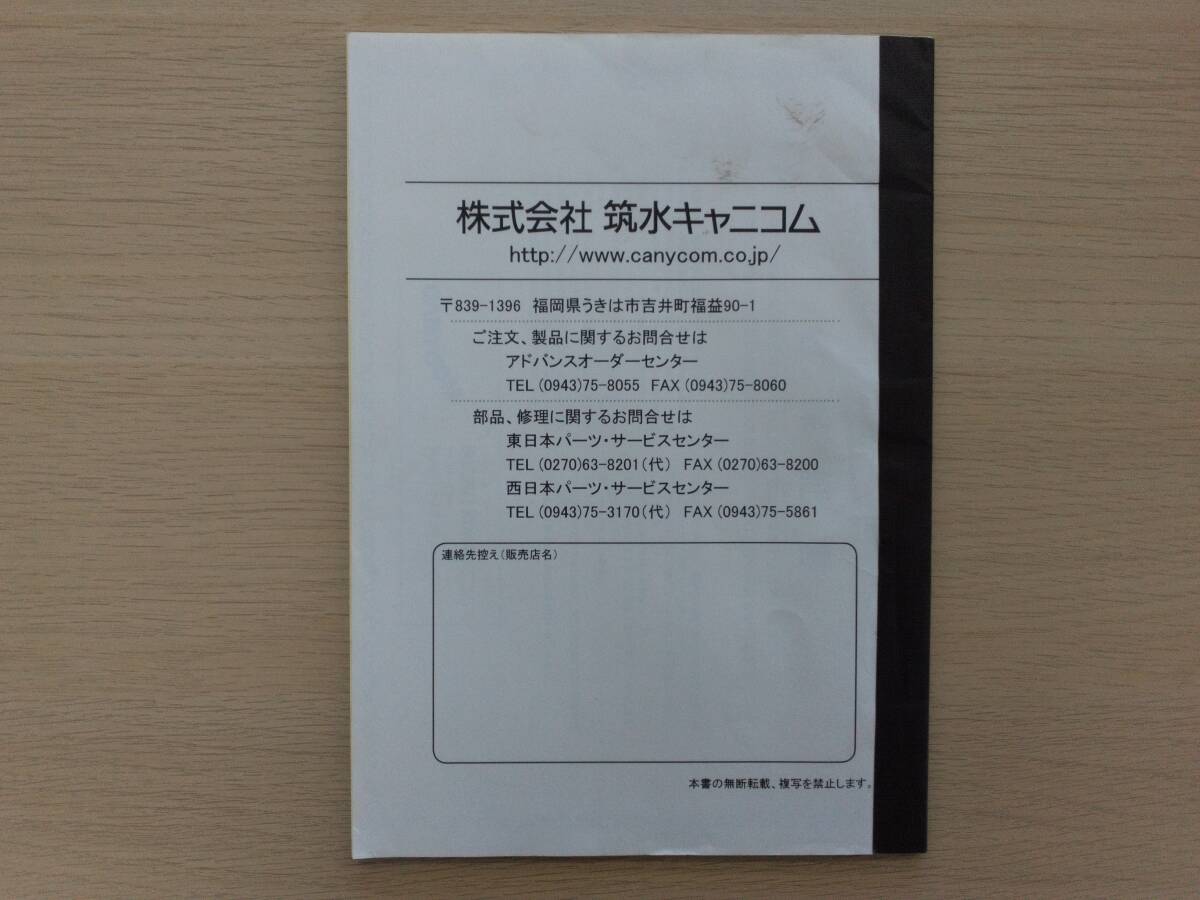 株式会社 筑水キャニコム
http://www.canycom.co.jp/
〒839-1396 福岡県うきは市吉井町福益90-1
ご注文、製品に関するお問合せは
アドバンスオーダーセンター
TEL (0943)75-8055 FAX (0943)75-8060
部品、修理に関するお問合せは
東日本パーツ・サービスセンター
TEL (0270)63-8201(代) FAX (0270)63-8200
西日本パーツ・サービスセンター
TEL (0943)75-3170(代) FAX (0943)75-5861
連絡先控え(販売店名)
本書の無断転載、複写を禁止します。